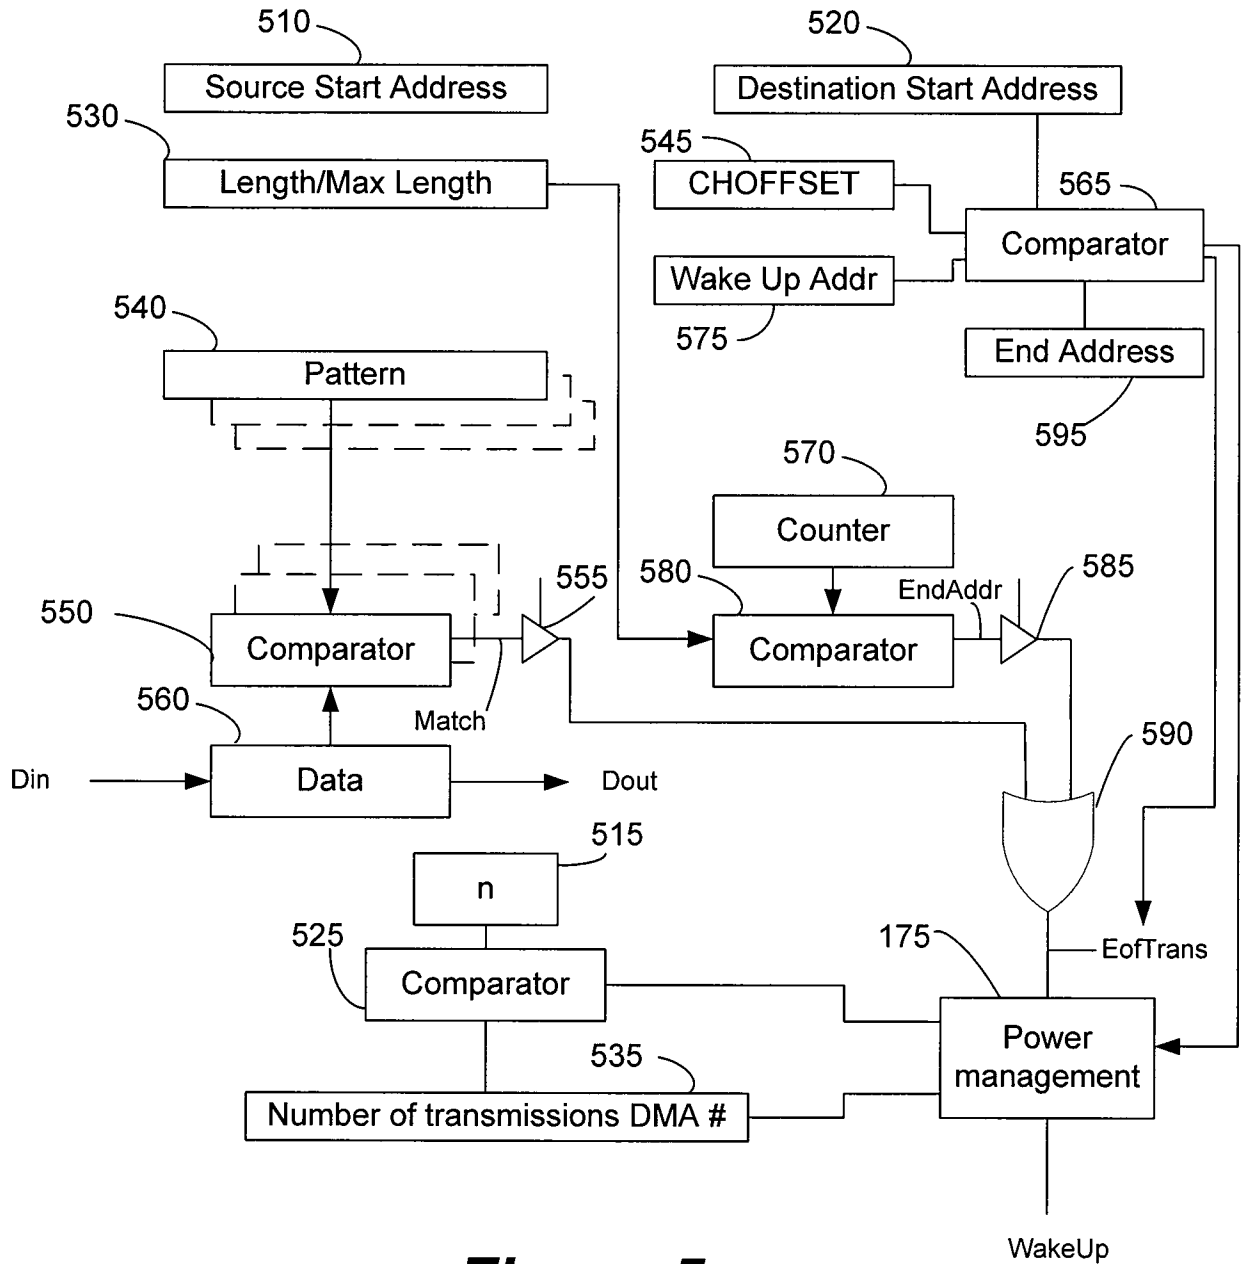 510
520
Source Start Address
Destination Start Address
530
545
Length/Max Length
CHOFFSET
565
Comparator
Wake Up Addr
575
540
End Address
Pattern
595
570
Counter
555
580
EndAddr
585
550
Comparator
Comparator
560
Match
590
Din
Data
Dout
515
n
525
175
EofTrans
Comparator
Power
management
535
Number of transmissions DMA #
WakeUp